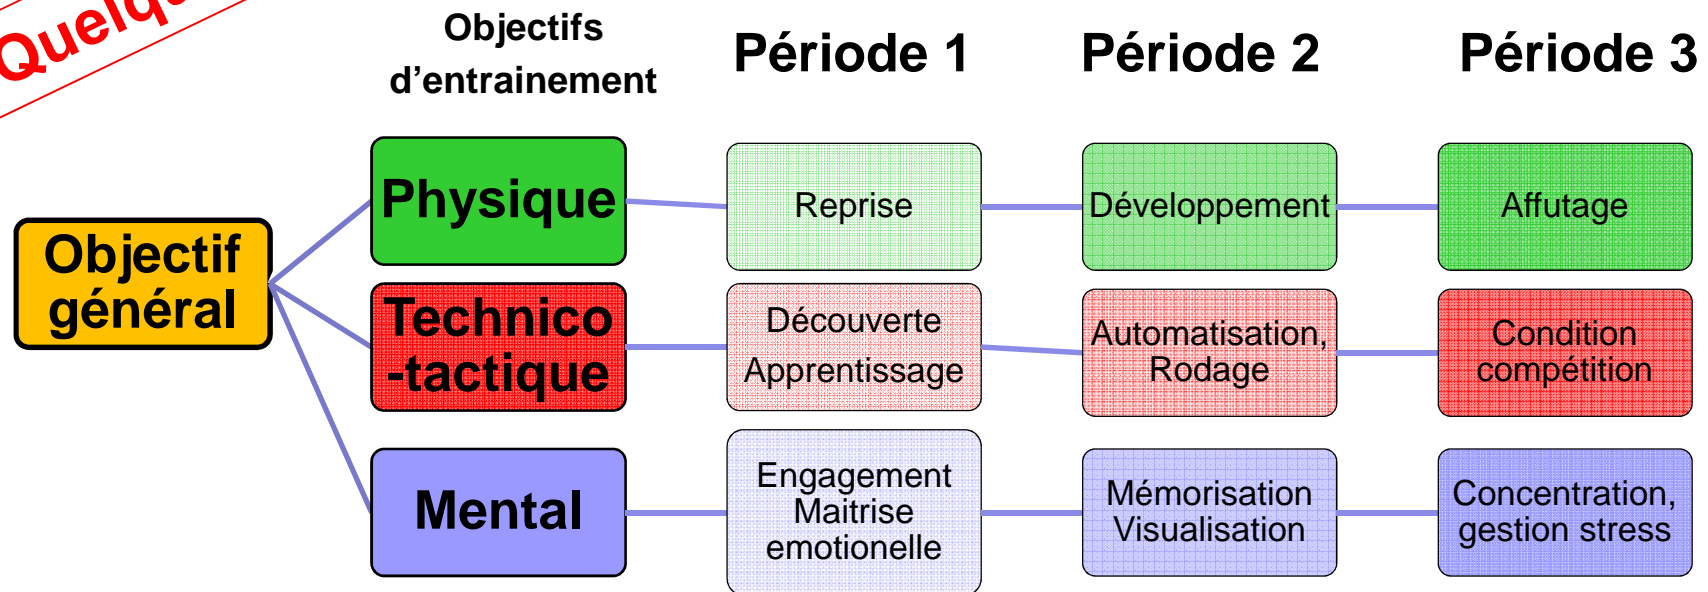 Objectifs
d'entrainement
Période 1
Période 2
Période 3
Objectif
général
Physique
Reprise
Développement
Affutage
Technico
-tactique
Découverte
Apprentissage
Automatisation,
Rodage
Condition
compétition
Mental
Engagement
Maitrise
emotionelle
Mémorisation
Visualisation
Concentration,
gestion stress